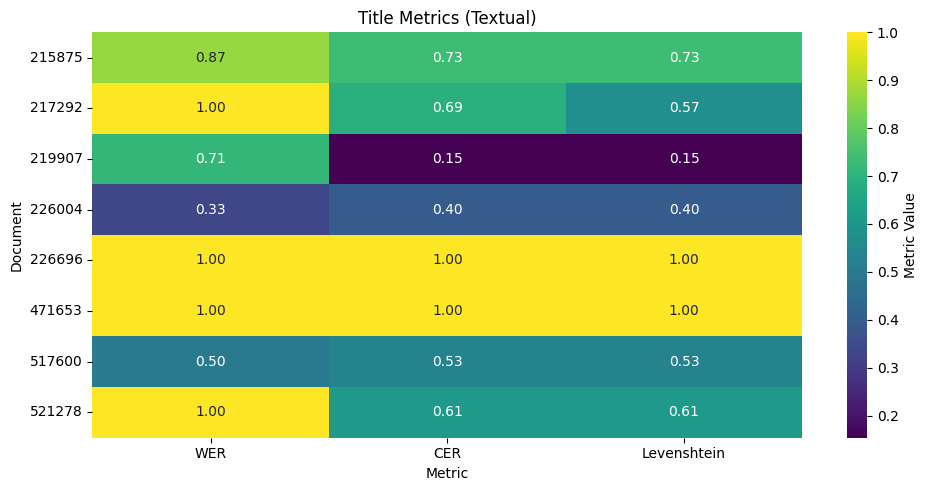 Title Metrics (Textual)
215875 0.87 0.73 0.73
217292 1.00 0.69 0.57
219907 0.71 0.15 0.15
226004 0.33 0.40 0.40
226696 1.00 1.00 1.00
471653 1.00 1.00 1.00
517600 0.50 0.53 0.53
521278 1.00 0.61 0.61
WER CER Levenshtein
Metric
Document
1.0
0.9
0.8
0.7
0.6
0.5
0.4
0.3
0.2
Metric Value